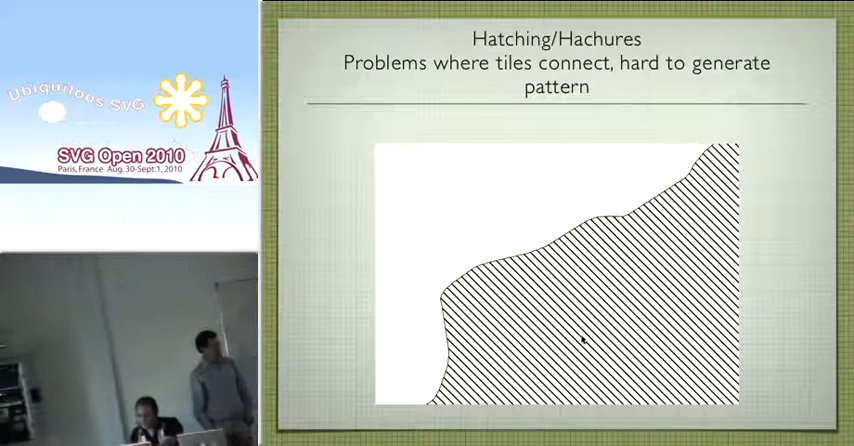 Ubiquitous SVG
SVG Open 2010
Paris, France Aug. 30-Sept.1, 2010
Hatching/Hachures
Problems where tiles connect, hard to generate
pattern